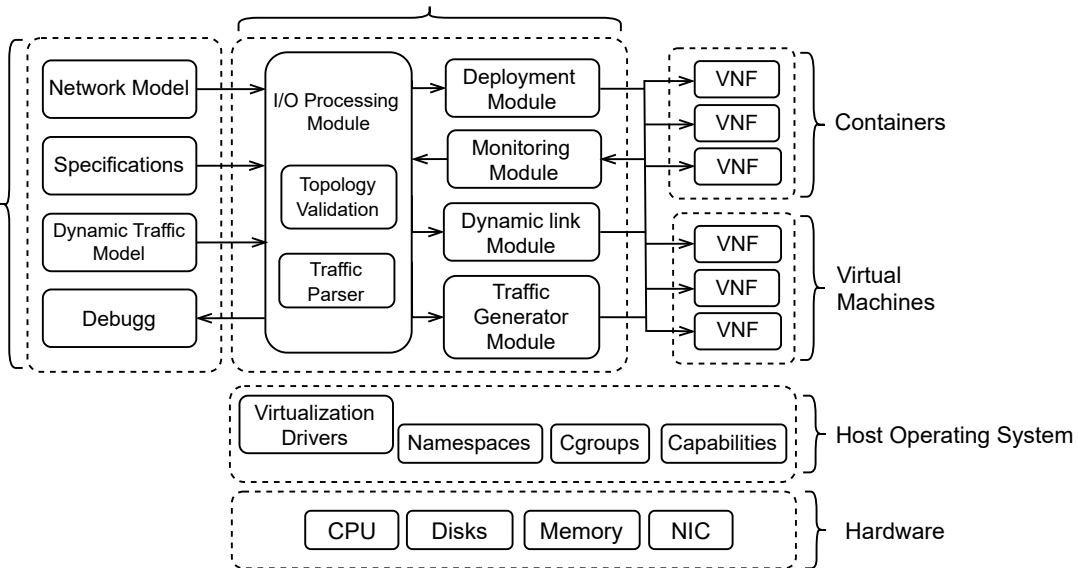 Network Model
Specifications
Dynamic Traffic
Model
Debugg
I/O Processing
Module
Topology
Validation
Traffic
Parser
Deployment
Module
Monitoring
Module
Dynamic link
Module
Traffic
Generator
Module
VNF
VNF
VNF
Containers
VNF
VNF
VNF
Virtual
Machines
Virtualization
Drivers
Namespaces
Cgroups
Capabilities
Host Operating System
CPU
Disks
Memory
NIC
Hardware